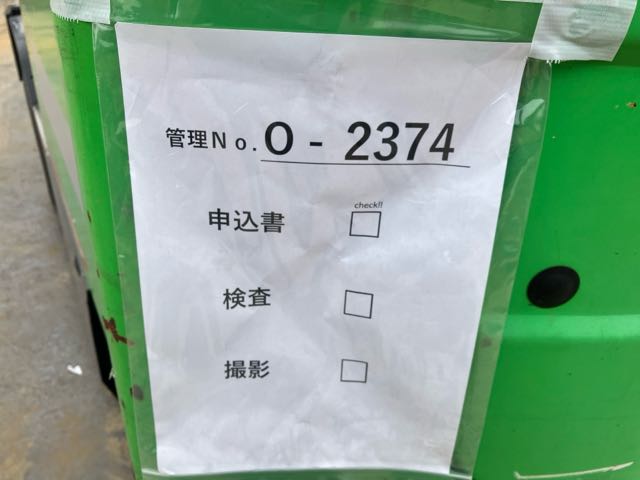 管理No. O - 2374
check!!
申込書 □
検査 □
撮影 □